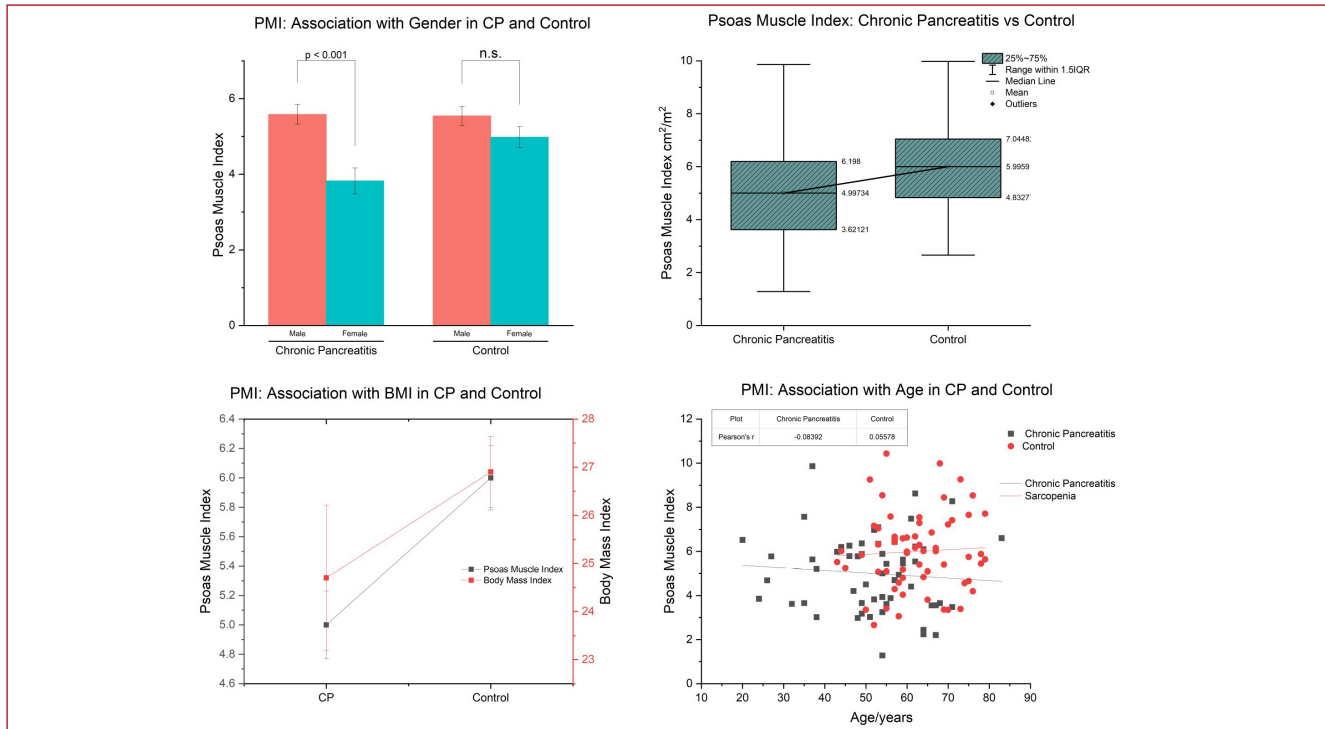 PMI: Association with Gender in CP and Control
p < 0.001
n.s.
Psoas Muscle Index
6
4
2
0
Male
Female
Male
Female
Chronic Pancreatitis
Control
Psoas Muscle Index: Chronic Pancreatitis vs Control
Psoas Muscle Index cm²/m²
10
8
6
4
2
0
25%~75%
Range within 1.5IQR
Median Line
Mean
Outliers
6.198
4.99734
3.62121
5.9959
4.8327
Chronic Pancreatitis
Control
PMI: Association with BMI in CP and Control
Psoas Muscle Index
6.4
6.2
6.0
5.8
5.6
5.4
5.2
5.0
4.8
4.6
Psoas Muscle Index
Body Mass Index
CP
Control
28
27
26
25
24
23
Body Mass Index
PMI: Association with Age in CP and Control
Plot Chronic Pancreatitis Control
Pearson's r -0.08392 0.05578
Chronic Pancreatitis
Control
Chronic Pancreatitis
Sarcopenia
Psoas Muscle Index
12
10
8
6
4
2
0
10 20 30 40 50 60 70 80 90
Age/years